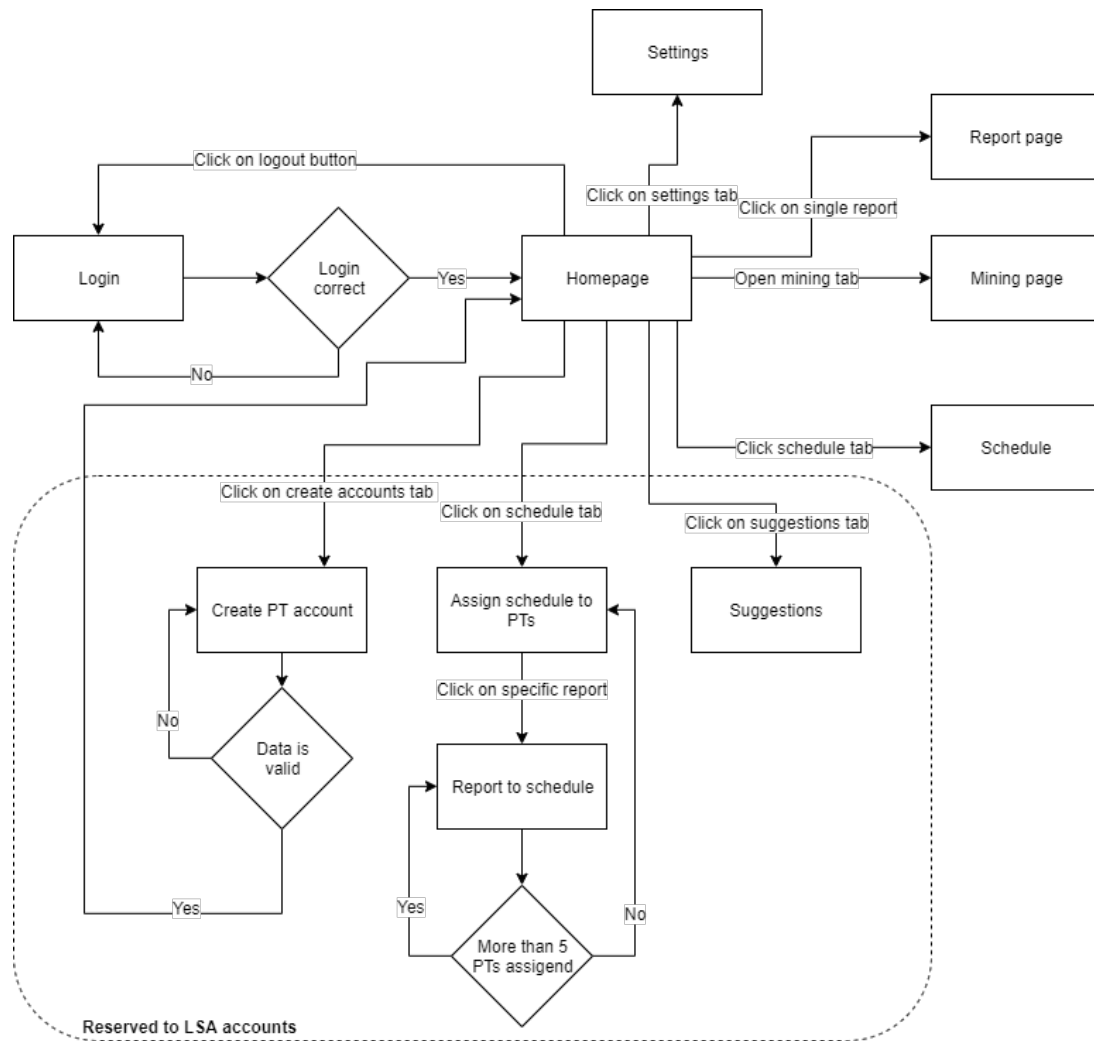 Settings
Report page
Click on logout button
Click on settings tab
Click on single report
Login
Login
correct
Yes
Homepage
Open mining tab
Mining page
No
Click schedule tab
Schedule
Click on create accounts tab
Click on schedule tab
Click on suggestions tab
Create PT account
Assign schedule to
PTs
Suggestions
Click on specific report
No
Data is
valid
Report to schedule
Yes
Yes
No
More than 5
PTs assigend
Reserved to LSA accounts